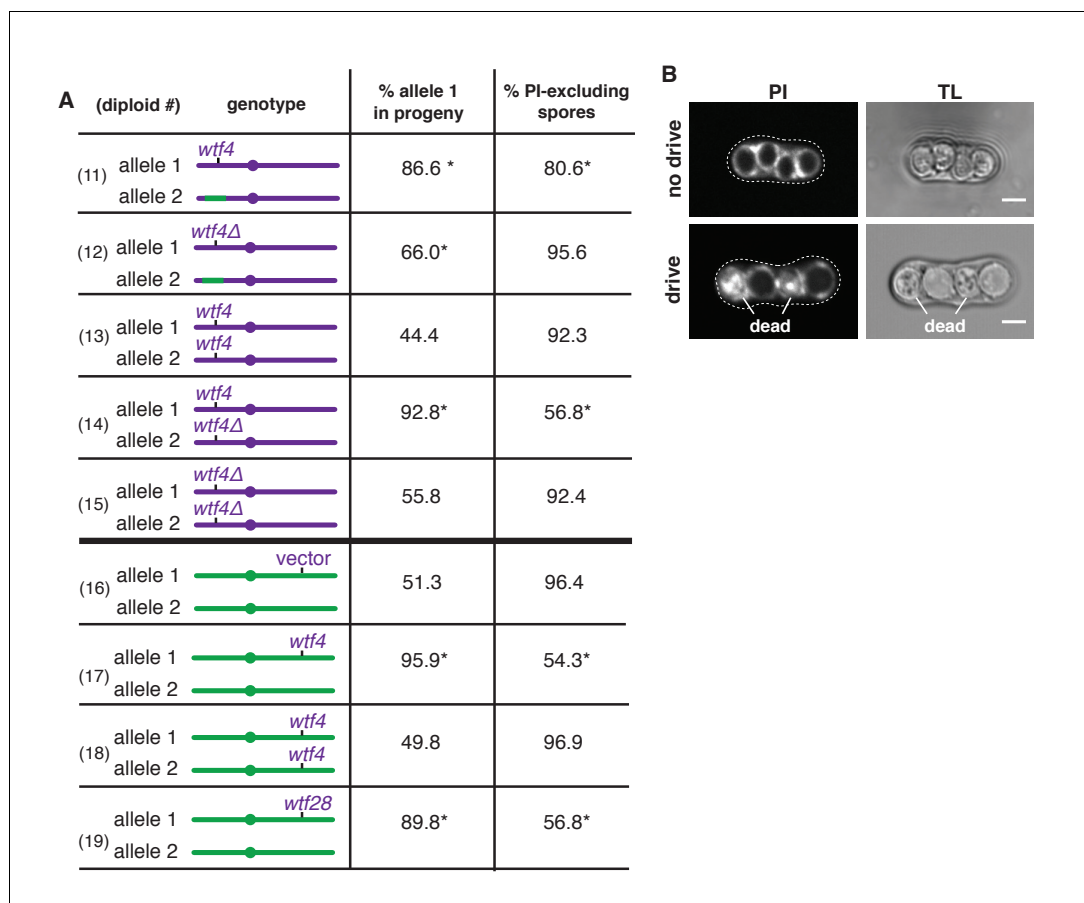 A (diploid #) genotype % allele 1 in progeny % PI-excluding spores
(11) allele 1 wtf4 86.6 * 80.6*
allele 2
(12) allele 1 wtf4Δ 66.0* 95.6
allele 2
(13) allele 1 wtf4 44.4 92.3
allele 2 wtf4
(14) allele 1 wtf4 92.8* 56.8*
allele 2 wtf4Δ
(15) allele 1 wtf4Δ 55.8 92.4
allele 2 wtf4Δ
(16) allele 1 vector 51.3 96.4
allele 2
(17) allele 1 wtf4 95.9* 54.3*
allele 2
(18) allele 1 wtf4 49.8 96.9
allele 2 wtf4
(19) allele 1 wtf28 89.8* 56.8*
allele 2
B
PI TL
no drive
drive
dead dead